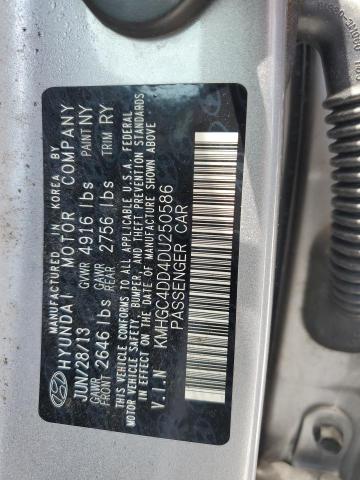 MANUFACTURED IN KOREA BY
HYUNDAI MOTOR COMPANY
JUN/28/13 GVWR 4916 lbs PAINT NY
GAWR FRONT 2646 lbs GAWR REAR 2756 lbs TRIM RY
THIS VEHICLE CONFORMS TO ALL APPLICABLE U.S.A. FEDERAL
MOTOR VEHICLE SAFETY, BUMPER, AND THEFT PREVENTION STANDARDS
IN EFFECT ON THE DATE OF MANUFACTURE SHOWN ABOVE.
V.I.N KMHGC4DD4DU250586
PASSENGER CAR